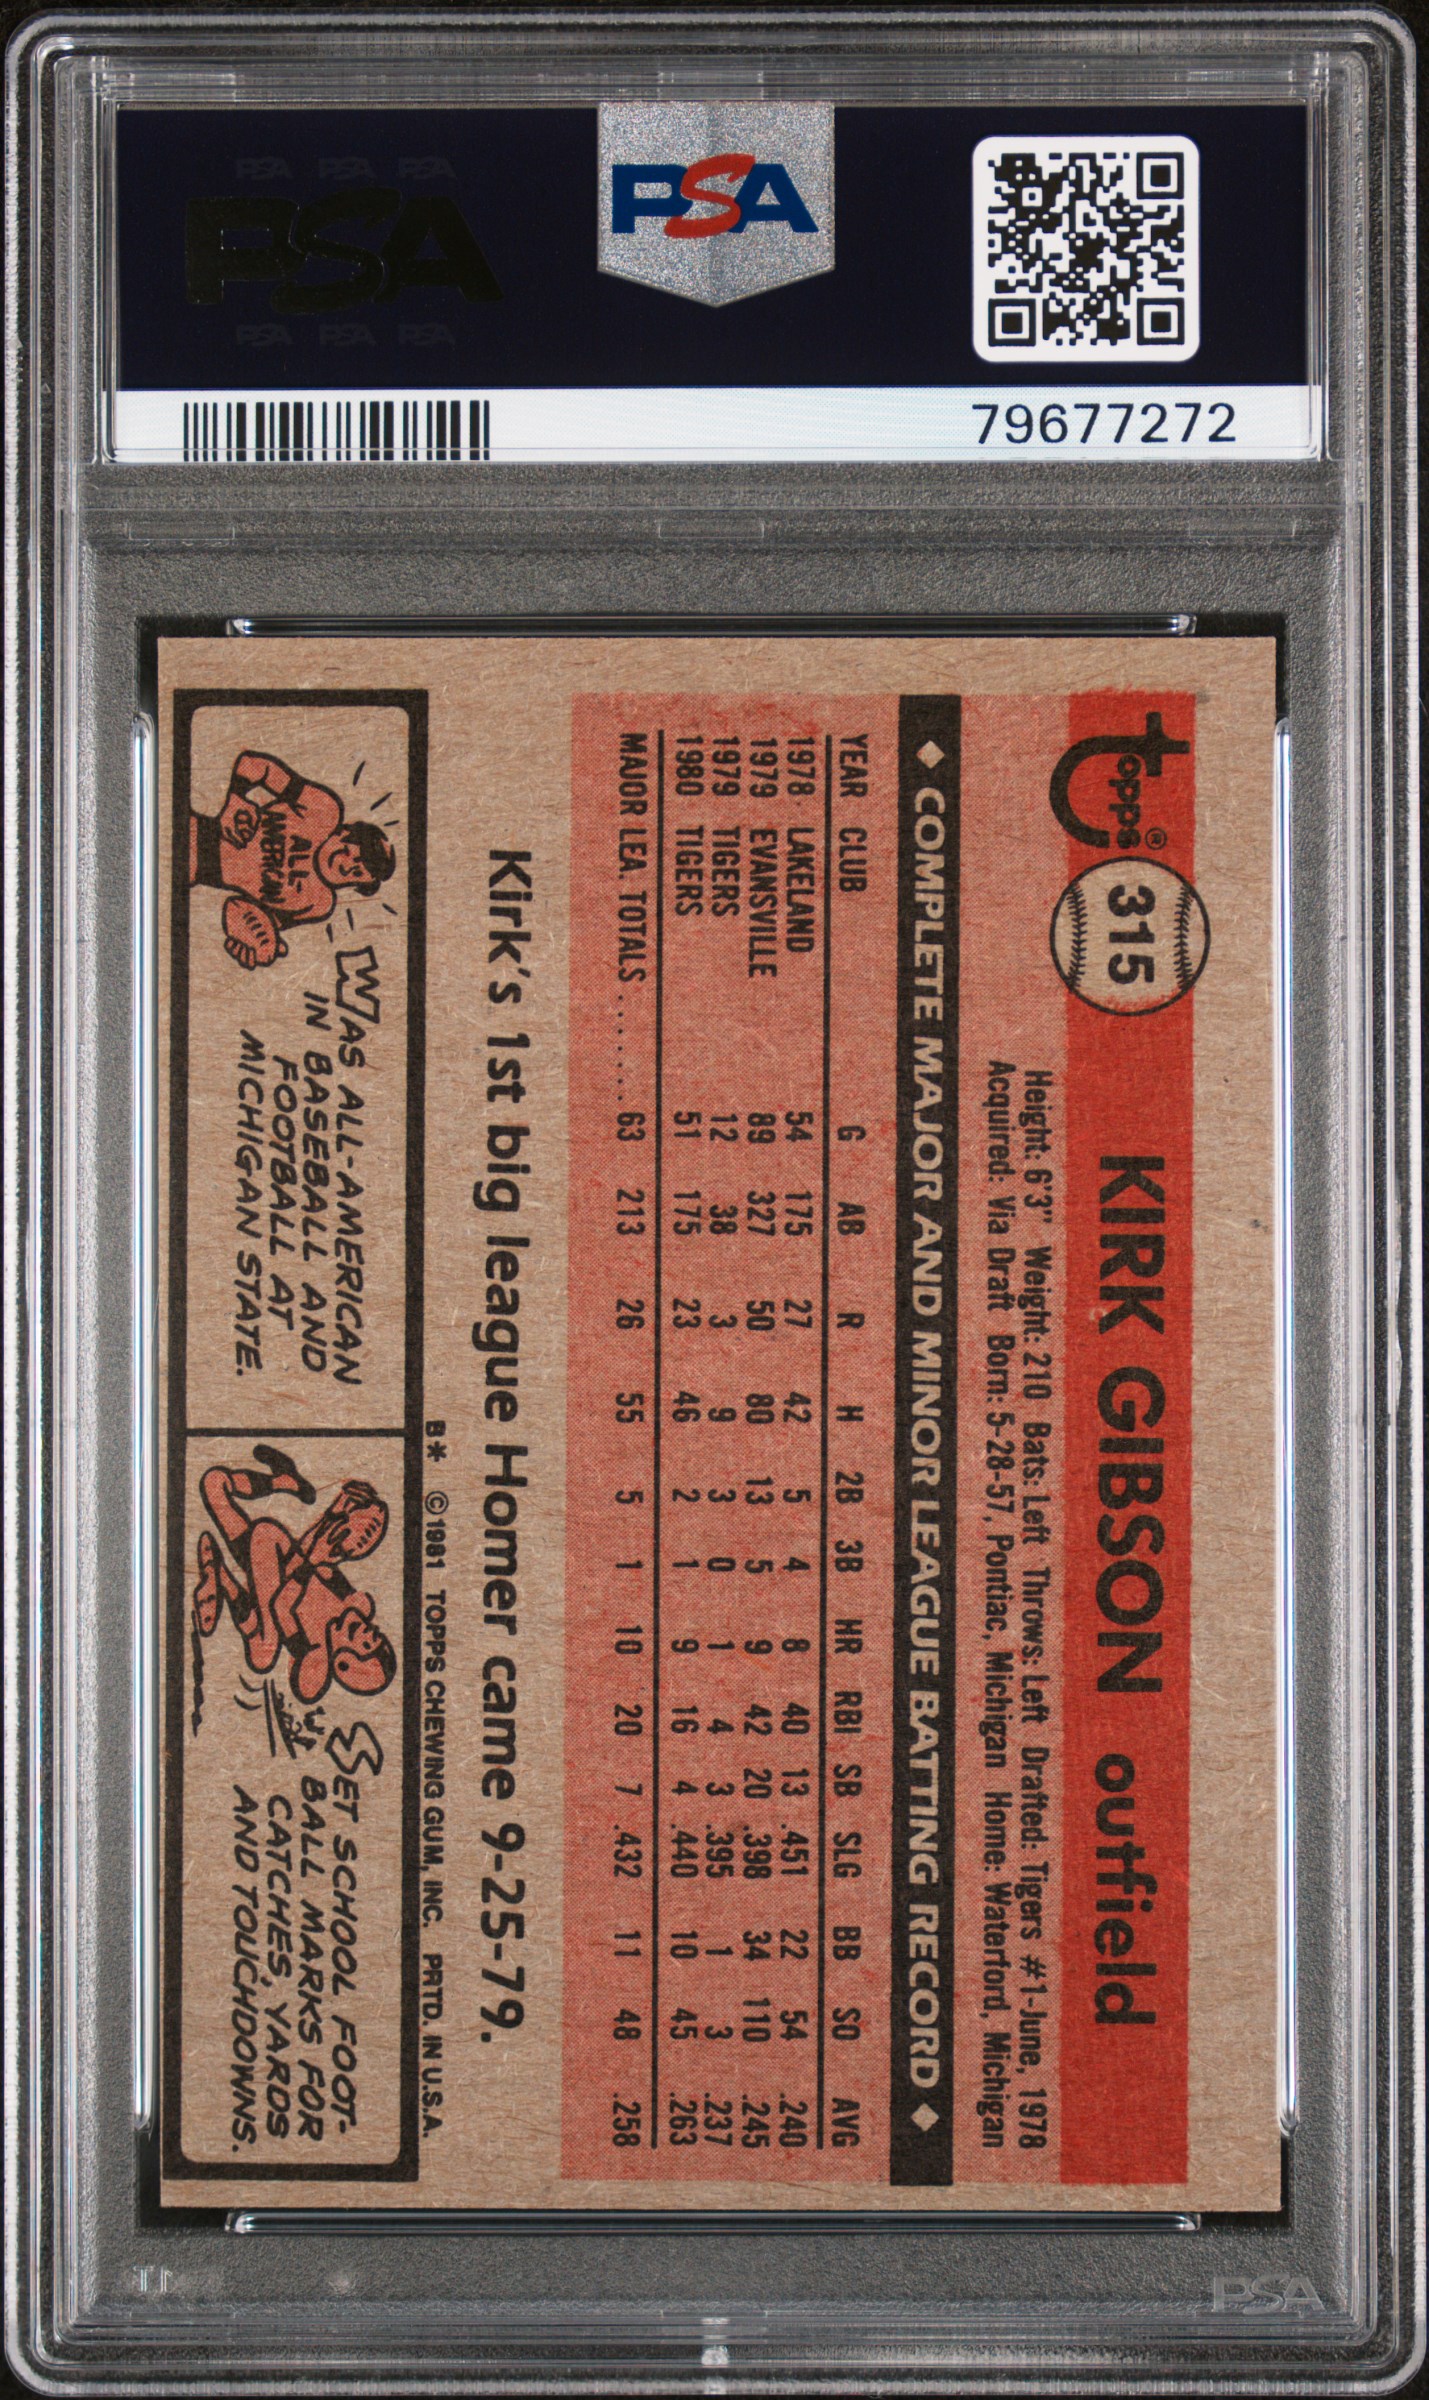 PSA PSA PSA
PSA
PSA PSA PSA
PSA
79677272
topps®
315
KIRK GIBSON outfield
Height: 6'3" Weight: 210 Bats: Left Throws: Left Drafted: Tigers #1-June, 1978
Acquired: Via Draft Born: 5-28-57, Pontiac, Michigan Home: Waterford, Michigan
◆ COMPLETE MAJOR AND MINOR LEAGUE BATTING RECORD ◆
YEAR CLUB G AB R H 2B 3B HR RBI SB SLG BB SO AVG
1978 LAKELAND 54 175 27 42 5 4 8 40 13 .451 22 54 .240
1979 EVANSVILLE 89 327 50 80 13 5 9 42 20 .398 34 110 .245
1979 TIGERS 12 38 3 9 3 0 1 4 3 .395 1 3 .237
1980 TIGERS 51 175 23 46 2 1 9 16 4 .440 10 45 .263
MAJOR LEA. TOTALS ....... 63 213 26 55 5 1 10 20 7 .432 11 48 .258
Kirk's 1st big league Homer came 9-25-79.
B* ©1981 TOPPS CHEWING GUM, INC. PRTD. IN U.S.A.
ALL-
AMERICAN
WAS ALL-AMERICAN
IN BASEBALL AND
FOOTBALL AT
MICHIGAN STATE.
SET SCHOOL FOOT-
BALL MARKS FOR
CATCHES, YARDS
AND TOUCHDOWNS.
PSA